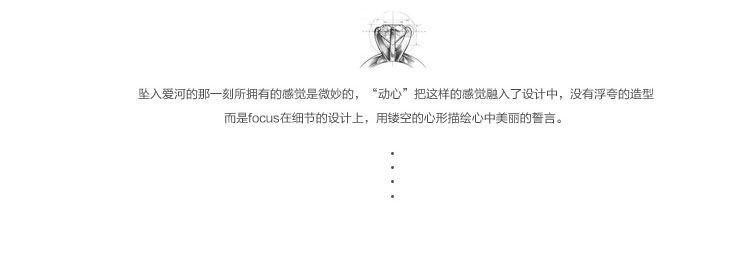 坠入爱河的那一刻所拥有的感觉是微妙的，“动心”把这样的感觉融入了设计中，没有浮夸的造型
而是focus在细节的设计上，用镂空的心形描绘心中美丽的誓言。